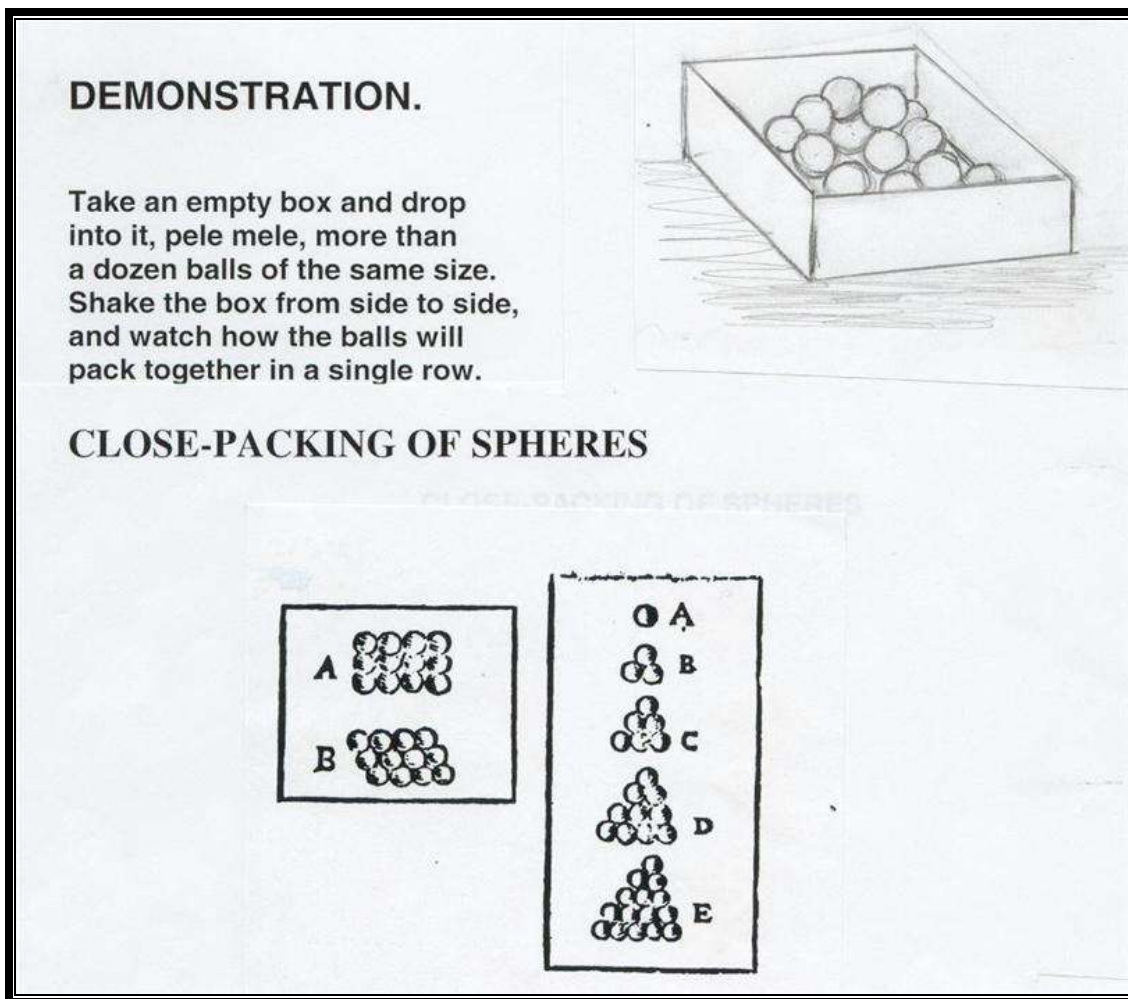 DEMONSTRATION.
Take an empty box and drop
into it, pele mele, more than
a dozen balls of the same size.
Shake the box from side to side,
and watch how the balls will
pack together in a single row.
CLOSE-PACKING OF SPHERES
CLOSE-PACKING OF SPHERES
A
B
A
B
C
D
E